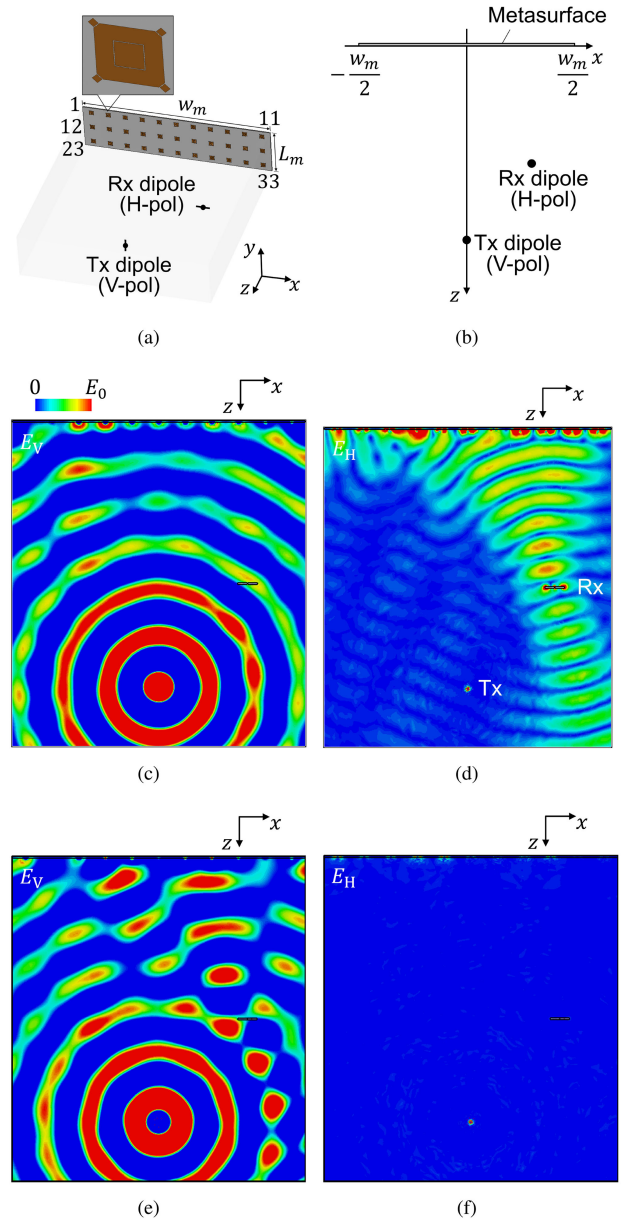 1
w_m
11
12
23
L_m
33
Rx dipole
(H-pol)
Tx dipole
(V-pol)
y
z
x
(a)
Metasurface
x
-w_m/2
w_m/2
Rx dipole
(H-pol)
Tx dipole
(V-pol)
z
(b)
0
E_0
x
z
E_V
(c)
x
z
E_H
Rx
Tx
(d)
x
z
E_V
(e)
x
z
E_H
(f)